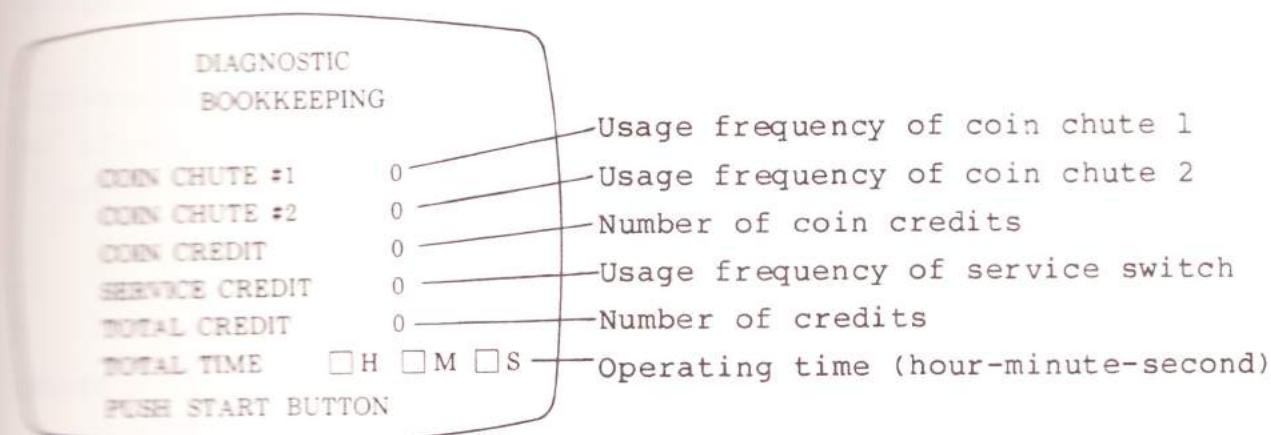 DIAGNOSTIC
BOOKKEEPING
COIN CHUTE #1 0 Usage frequency of coin chute 1
COIN CHUTE #2 0 Usage frequency of coin chute 2
COIN CREDIT 0 Number of coin credits
SERVICE CREDIT 0 Usage frequency of service switch
TOTAL CREDIT 0 Number of credits
TOTAL TIME □H □M □S Operating time (hour-minute-second)
PUSH START BUTTON